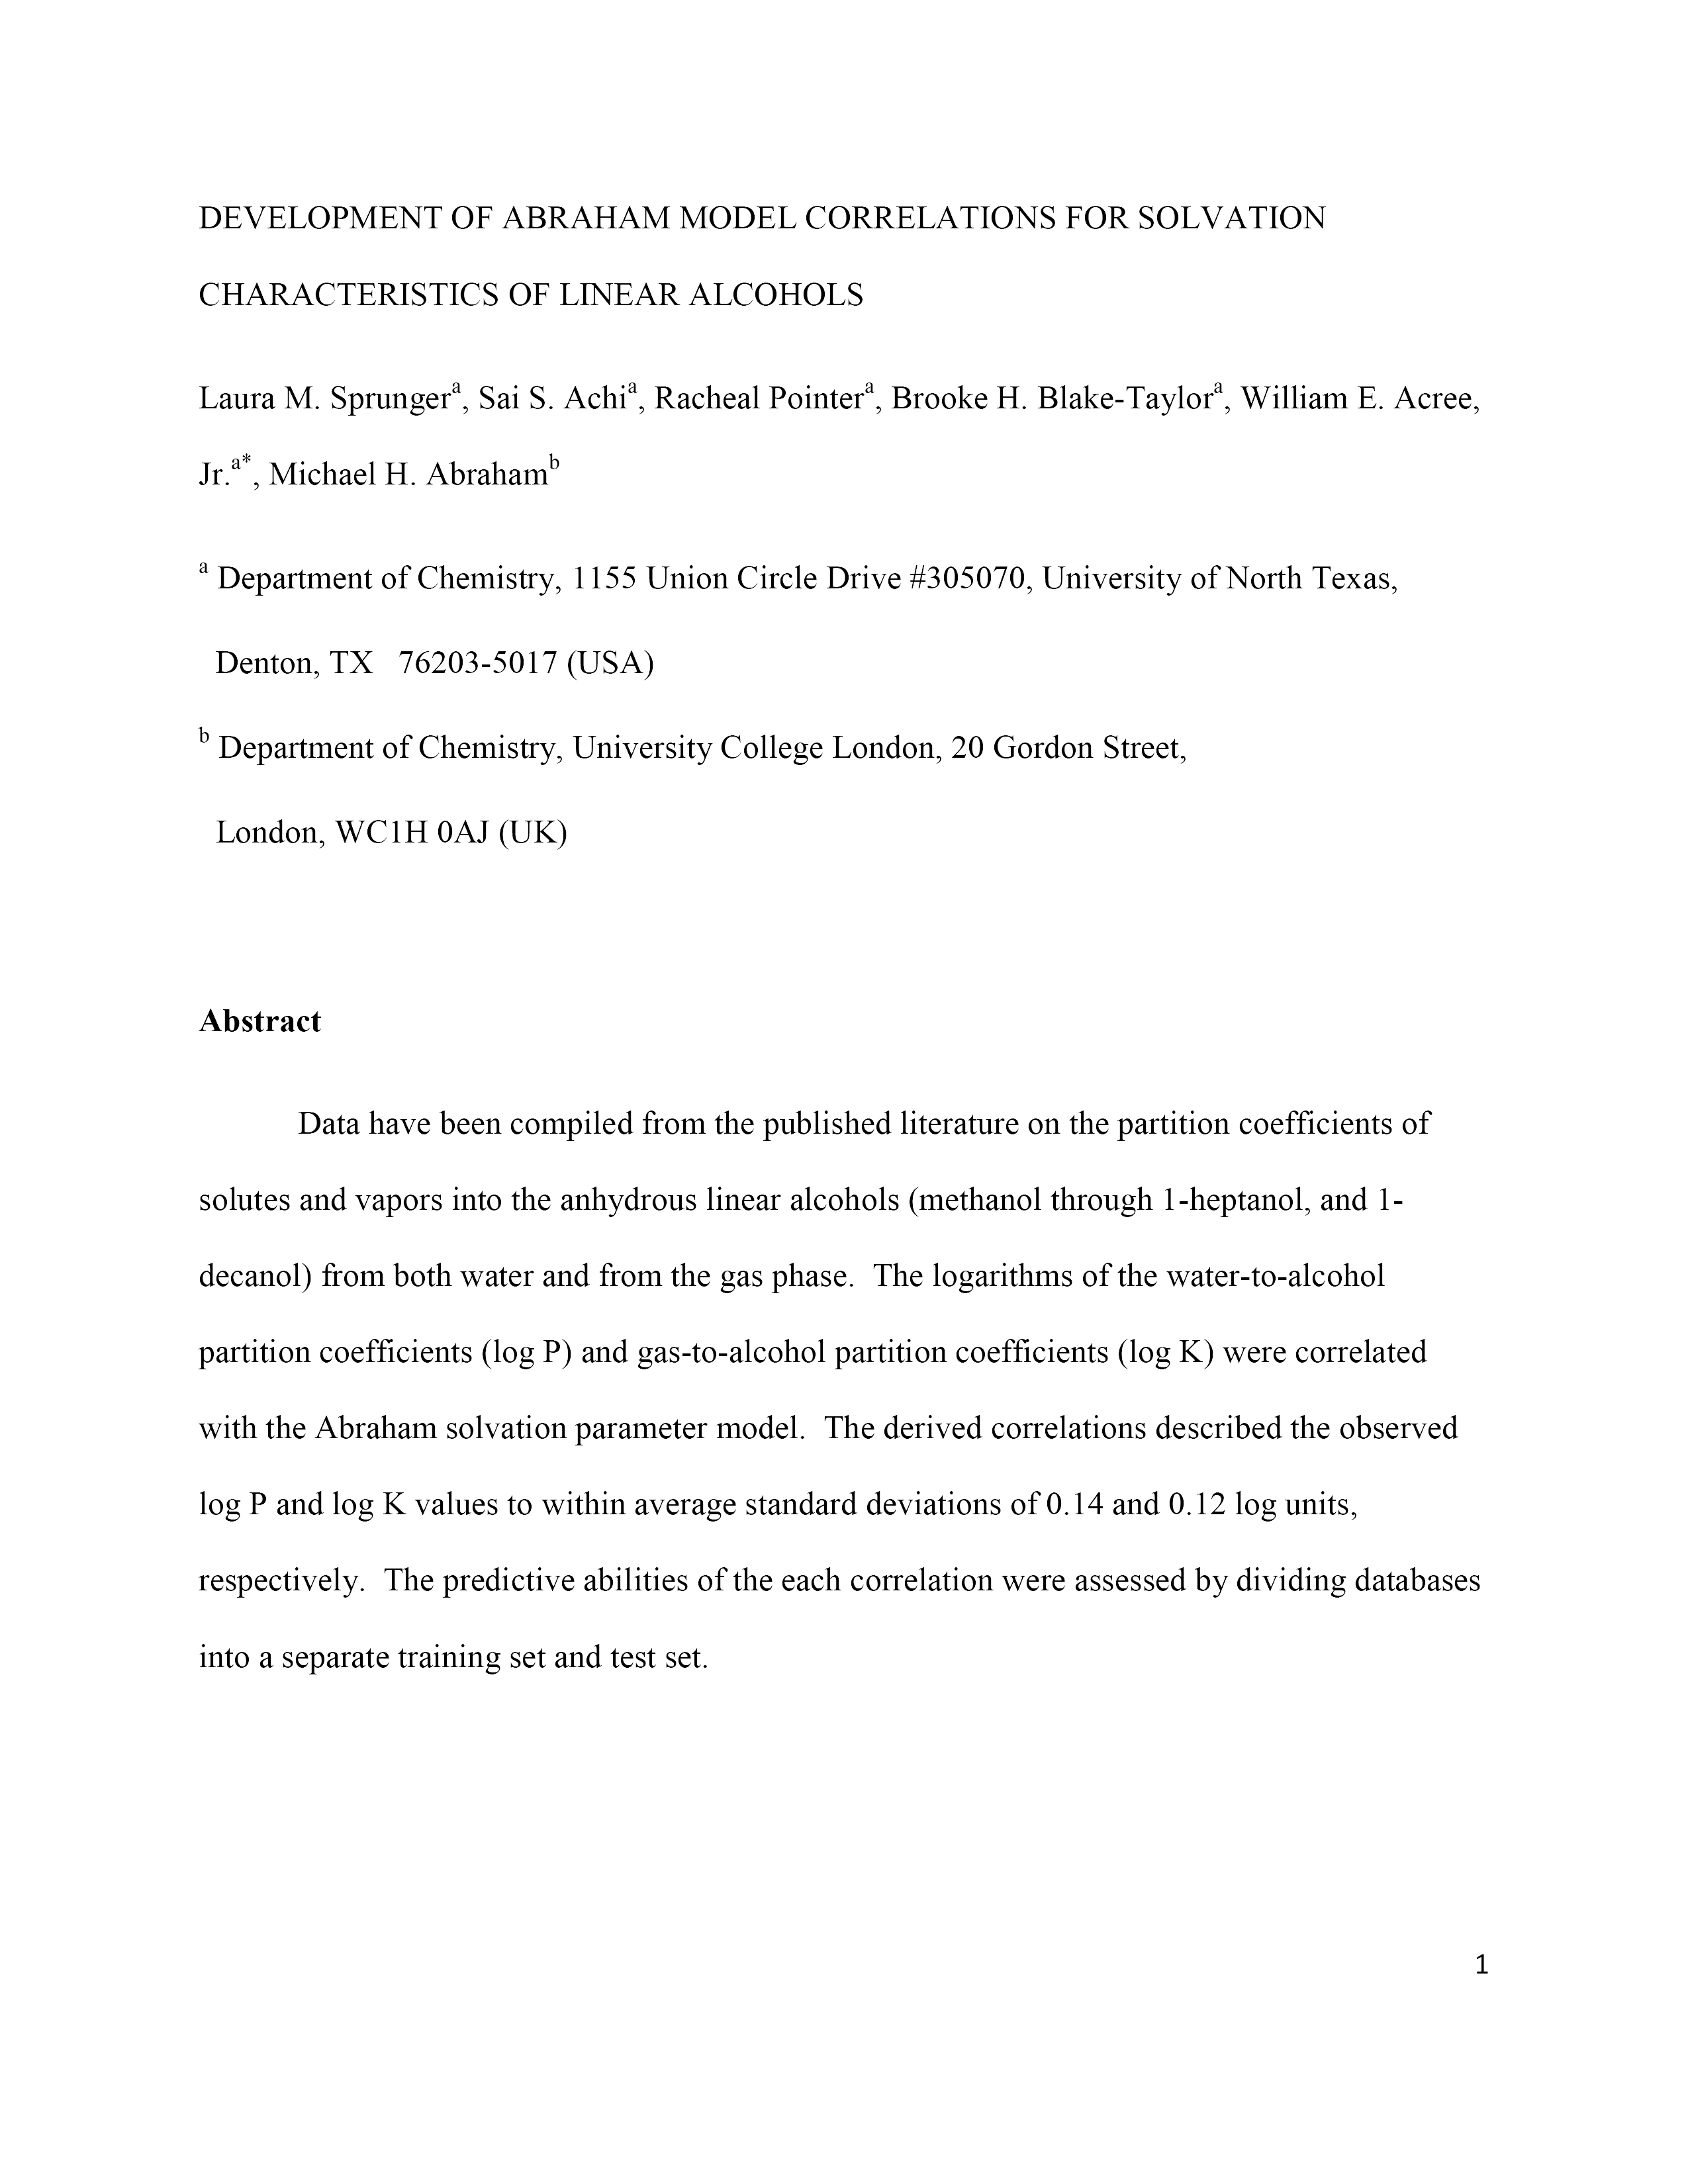 DEVELOPMENT OF ABRAHAM MODEL CORRELATIONS FOR SOLVATION
CHARACTERISTICS OF LINEAR ALCOHOLS
Laura M. Sprungerᵃ, Sai S. Achiᵃ, Racheal Pointerᵃ, Brooke H. Blake-Taylorᵃ, William E. Acree,
Jr.ᵃ*, Michael H. Abrahamᵇ
ᵃ Department of Chemistry, 1155 Union Circle Drive #305070, University of North Texas,
Denton, TX 76203-5017 (USA)
ᵇ Department of Chemistry, University College London, 20 Gordon Street,
London, WC1H 0AJ (UK)
Abstract
Data have been compiled from the published literature on the partition coefficients of
solutes and vapors into the anhydrous linear alcohols (methanol through 1-heptanol, and 1-
decanol) from both water and from the gas phase. The logarithms of the water-to-alcohol
partition coefficients (log P) and gas-to-alcohol partition coefficients (log K) were correlated
with the Abraham solvation parameter model. The derived correlations described the observed
log P and log K values to within average standard deviations of 0.14 and 0.12 log units,
respectively. The predictive abilities of the each correlation were assessed by dividing databases
into a separate training set and test set.
1